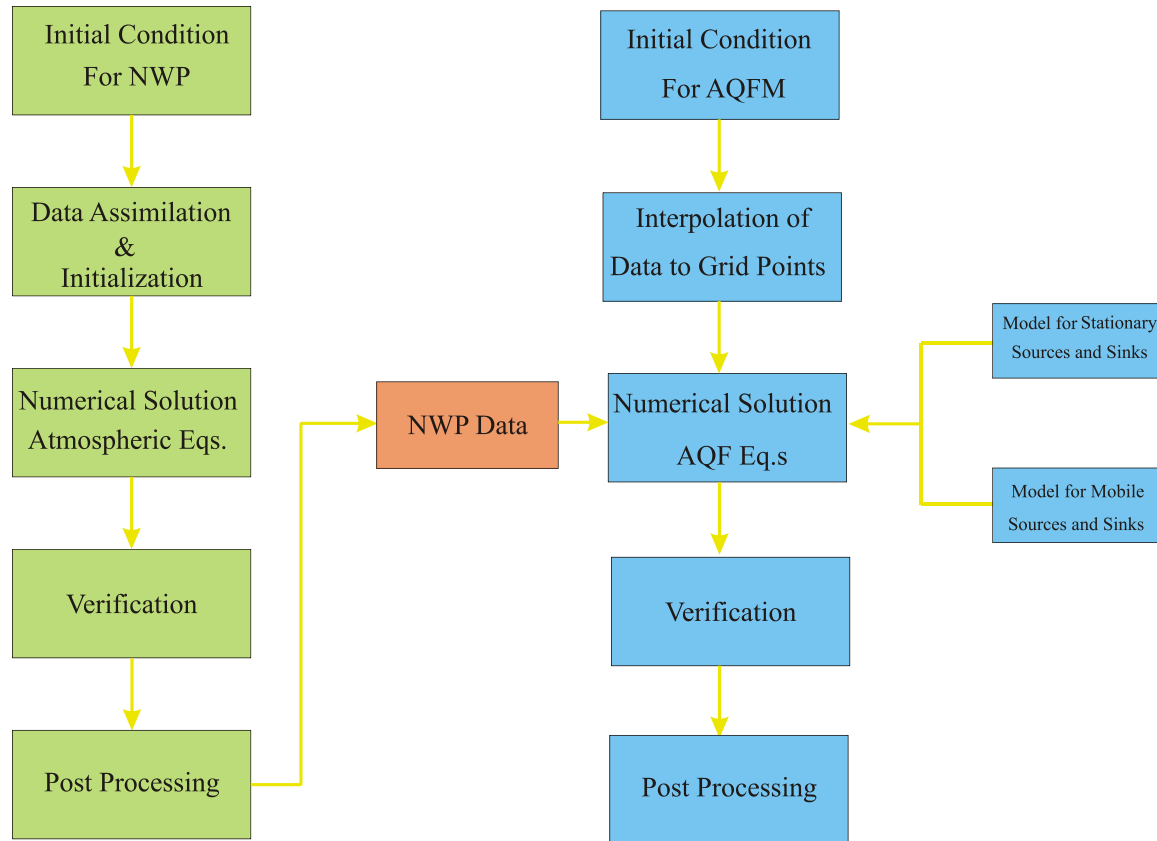 Initial Condition
For NWP
Data Assimilation
&
Initialization
Numerical Solution
Atmospheric Eqs.
Verification
Post Processing
NWP Data
Initial Condition
For AQFM
Interpolation of
Data to Grid Points
Numerical Solution
AQF Eq.s
Verification
Post Processing
Model for Stationary
Sources and Sinks
Model for Mobile
Sources and Sinks